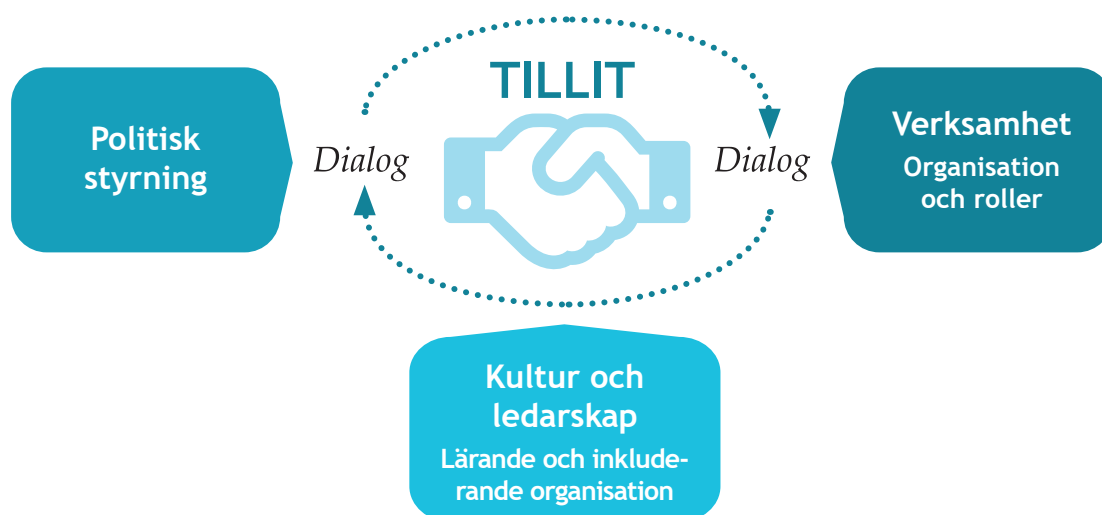 TILLIT
Politisk
styrning
Dialog
Dialog
Verksamhet
Organisation
och roller
Kultur och
ledarskap
Lärande och inklude-
rande organisation